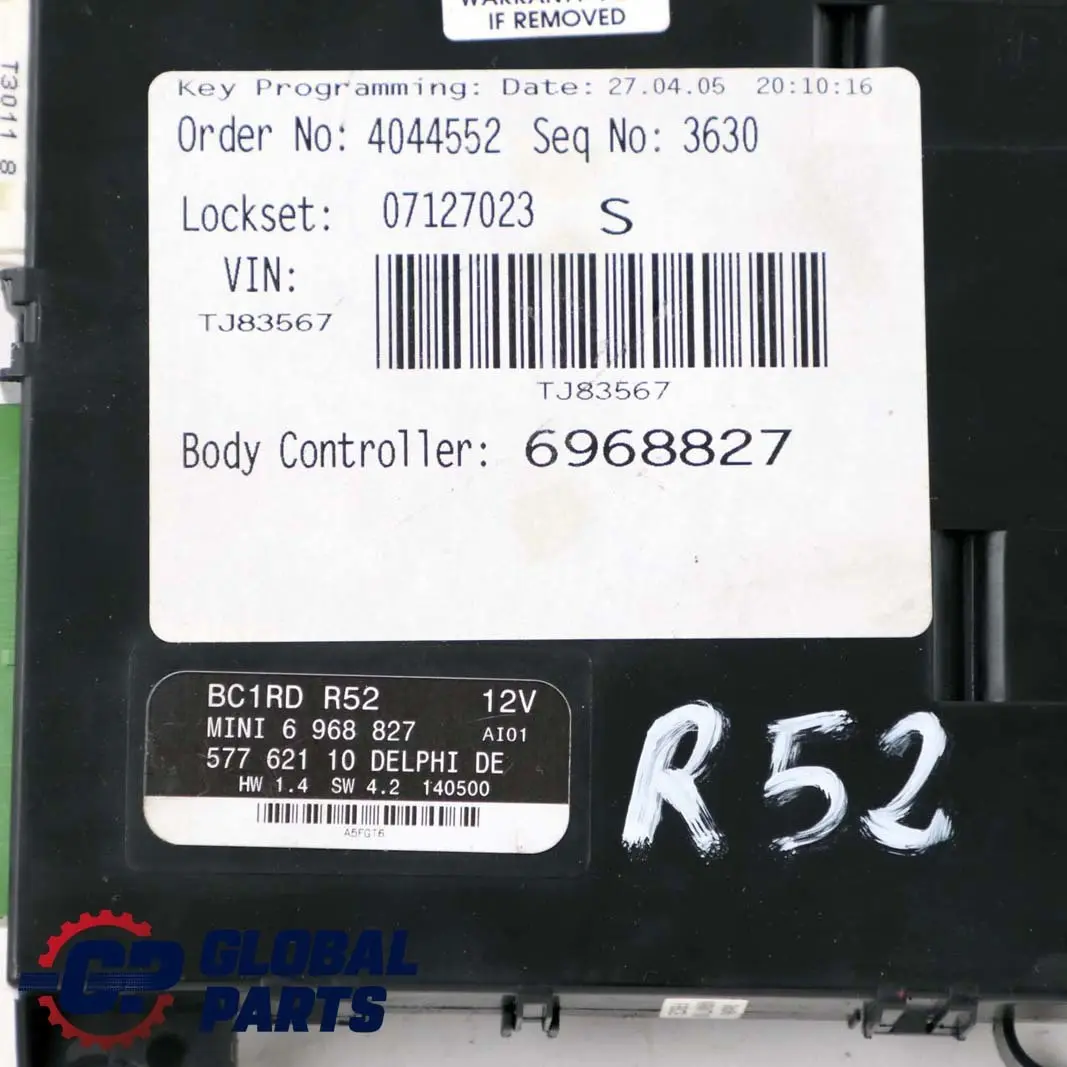 IF REMOVED
Key Programming: Date: 27.04.05 20:10:16
Order No: 4044552 Seq No: 3630
Lockset: 07127023 S
VIN:
TJ83567
TJ83567
Body Controller: 6968827
T3011 8
BC1RD R52 12V
MINI 6 968 827 AI01
577 621 10 DELPHI DE
HW 1.4 SW 4.2 140500
A5FGT6
R52
GP GLOBAL
PARTS